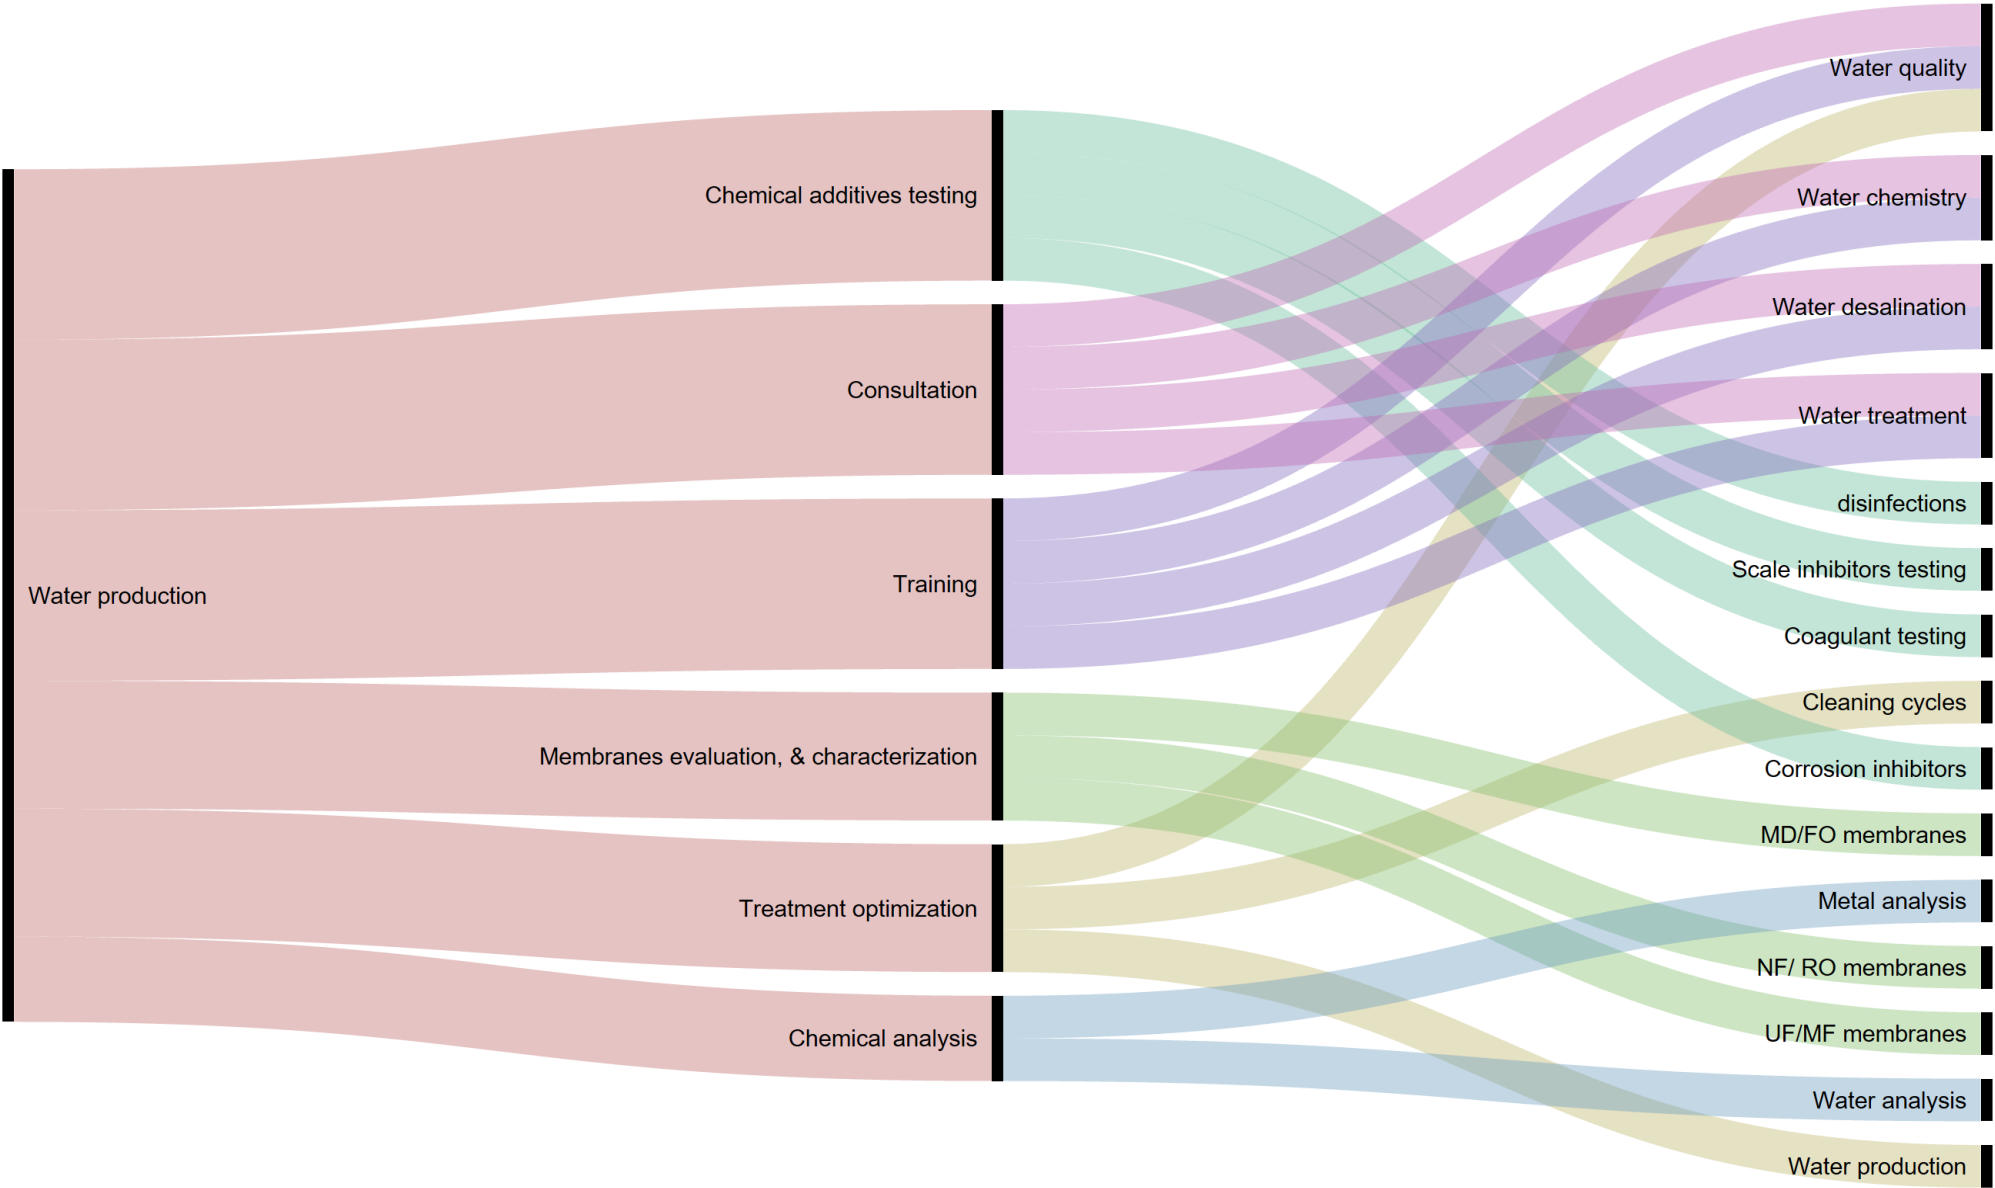 Water production
Chemical additives testing
Consultation
Training
Membranes evaluation, & characterization
Treatment optimization
Chemical analysis
Water quality
Water chemistry
Water desalination
Water treatment
disinfections
Scale inhibitors testing
Coagulant testing
Cleaning cycles
Corrosion inhibitors
MD/FO membranes
Metal analysis
NF/ RO membranes
UF/MF membranes
Water analysis
Water production